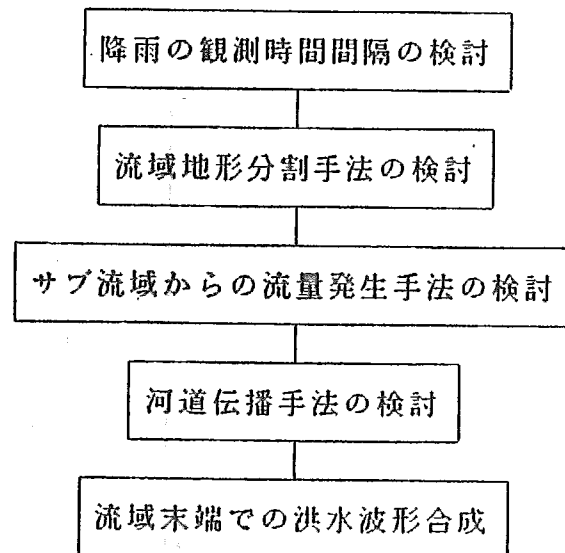 降雨の観測時間間隔の検討
流域地形分割手法の検討
サブ流域からの流量発生手法の検討
河道伝播手法の検討
流域末端での洪水波形合成